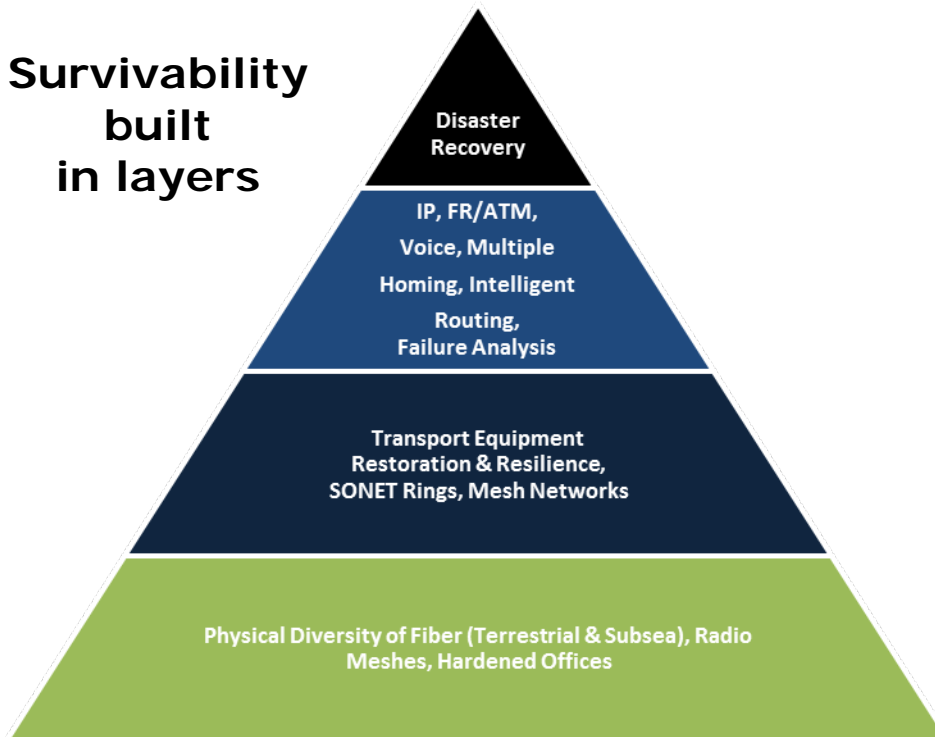 Survivability
built
in layers
Disaster
Recovery
IP, FR/ATM,
Voice, Multiple
Homing, Intelligent
Routing,
Failure Analysis
Transport Equipment
Restoration & Resilience,
SONET Rings, Mesh Networks
Physical Diversity of Fiber (Terrestrial & Subsea), Radio
Meshes, Hardened Offices